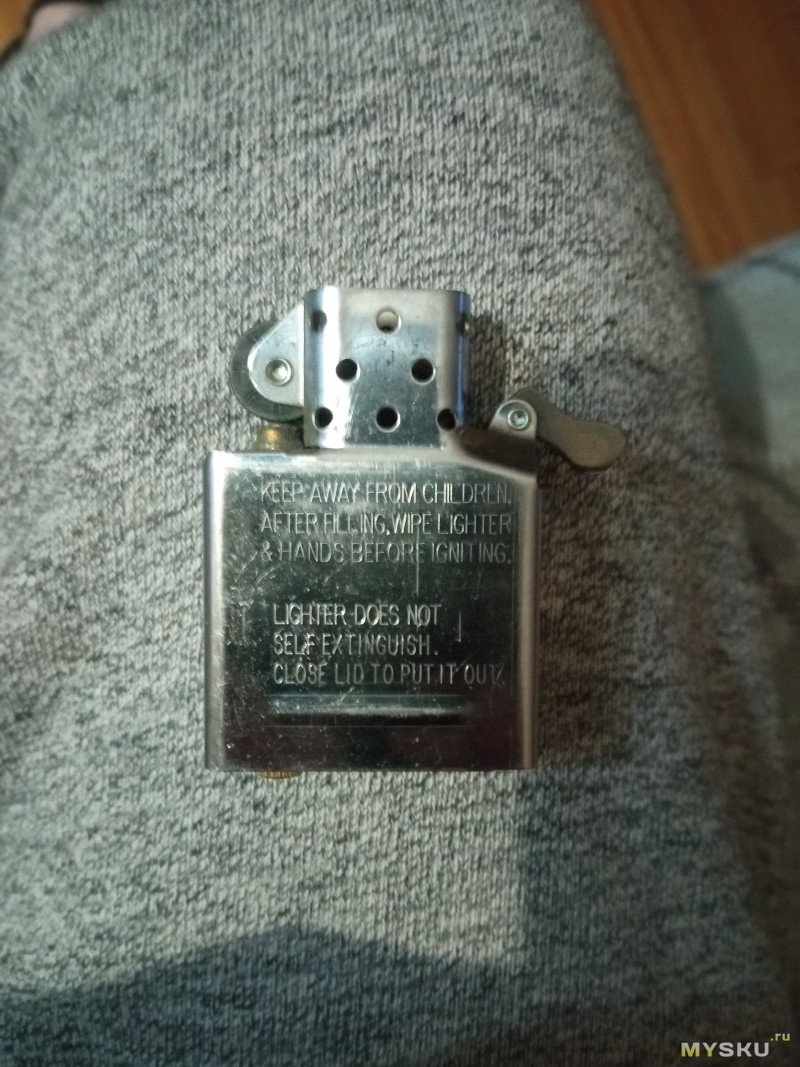 KEEP AWAY FROM CHILDREN.
AFTER FILLING, WIPE LIGHTER
& HANDS BEFORE IGNITING.
LIGHTER DOES NOT
SELF EXTINGUISH.
CLOSE LID TO PUT IT OUT.
MYSKU.ru